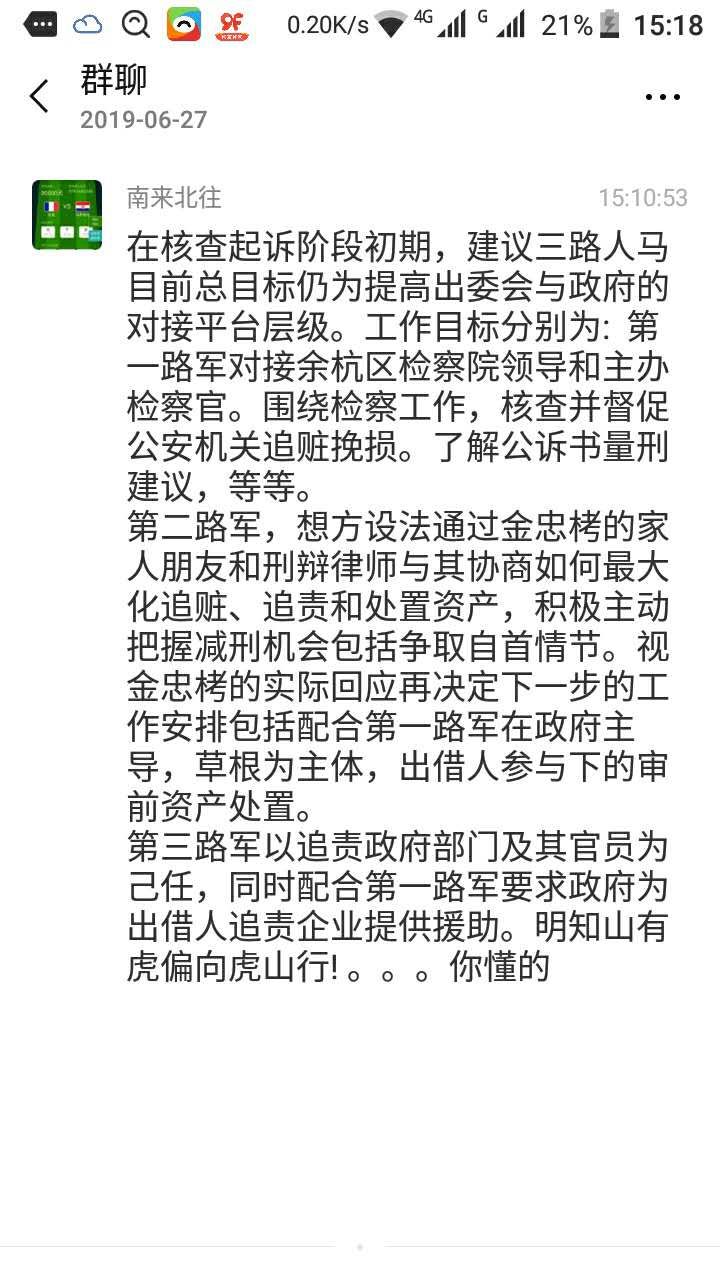 0.20K/s 4G G 21% 15:18
群聊
2019-06-27
南来北往 15:10:53
在核查起诉阶段初期，建议三路人马
目前总目标仍为提高出委会与政府的
对接平台层级。工作目标分别为: 第
一路军对接余杭区检察院领导和主办
检察官。围绕检察工作，核查并督促
公安机关追赃挽损。了解公诉书量刑
建议，等等。
第二路军，想方设法通过金忠栲的家
人朋友和刑辩律师与其协商如何最大
化追赃、追责和处置资产，积极主动
把握减刑机会包括争取自首情节。视
金忠栲的实际回应再决定下一步的工
作安排包括配合第一路军在政府主
导，草根为主体，出借人参与下的审
前资产处置。
第三路军以追责政府部门及其官员为
己任，同时配合第一路军要求政府为
出借人追责企业提供援助。明知山有
虎偏向虎山行! 。。。你懂的